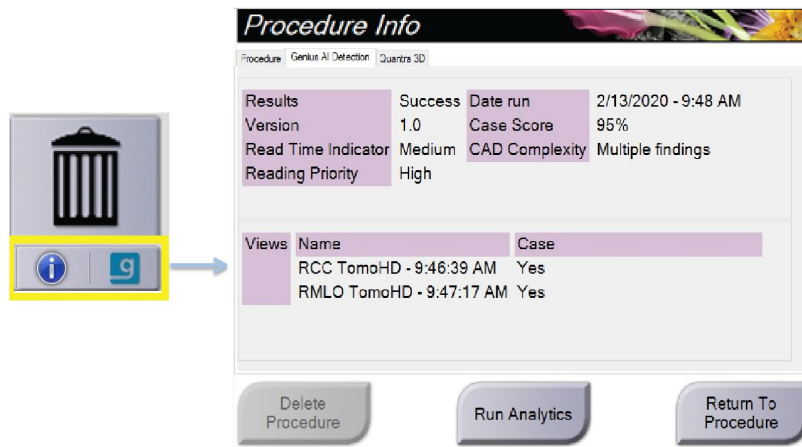 Procedure Info
Procedure Genius AI Detection Quantra 3D
Results Success Date run 2/13/2020 - 9:48 AM
Version 1.0 Case Score 95%
Read Time Indicator Medium CAD Complexity Multiple findings
Reading Priority High
Views Name Case
RCC TomoHD - 9:46:39 AM Yes
RMLO TomoHD - 9:47:17 AM Yes
i g
Delete Procedure
Run Analytics
Return To Procedure